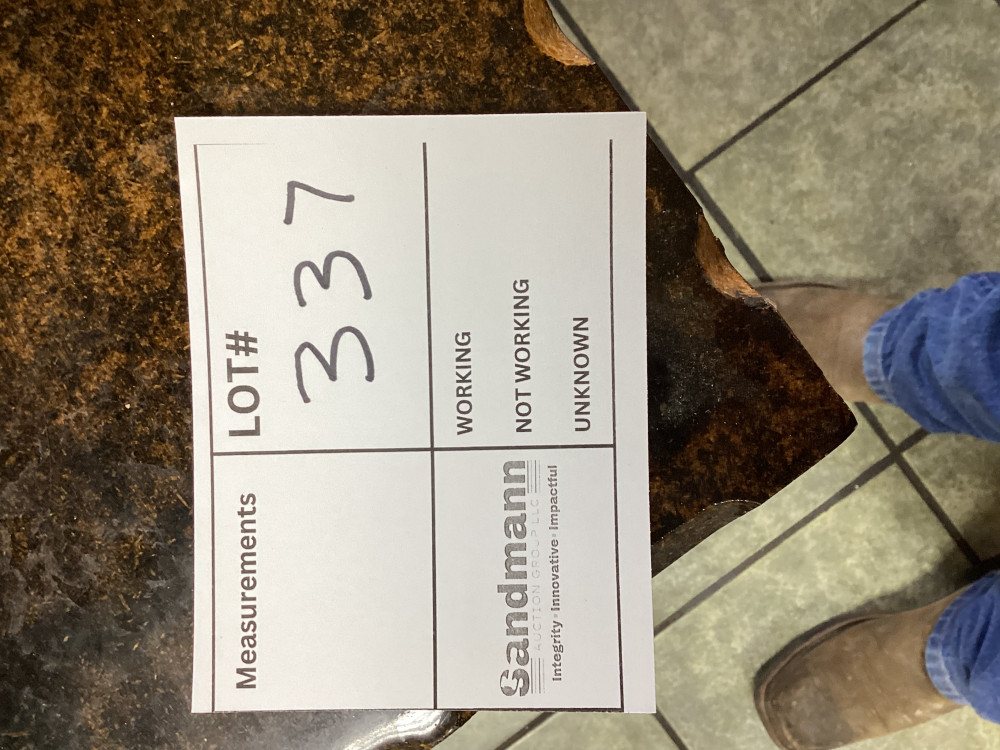 Measurements
LOT#
337
Sandmann
AUCTION GROUP LLC
Integrity · Innovative · Impactful
WORKING
NOT WORKING
UNKNOWN